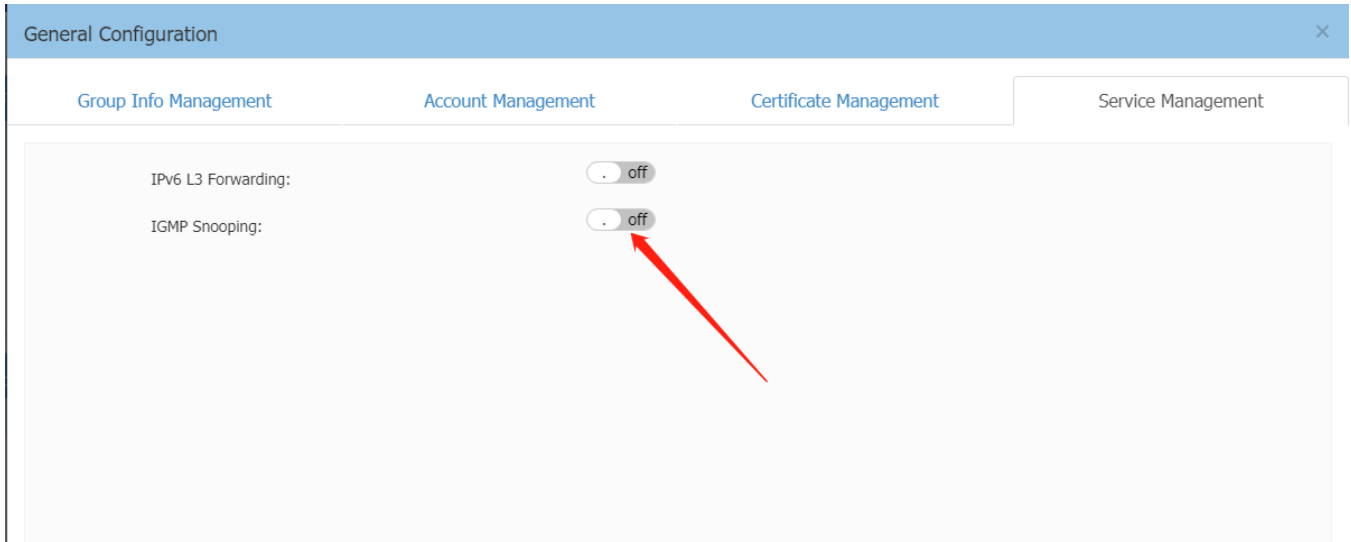 General Configuration ×
Group Info Management Account Management Certificate Management Service Management
IPv6 L3 Forwarding: . off
IGMP Snooping: . off